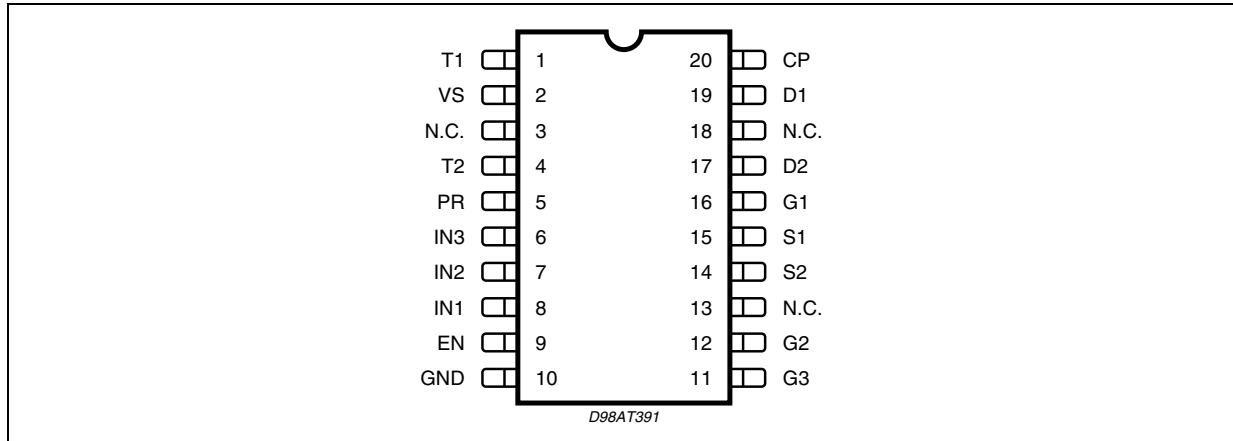 T1 1 20 CP
VS 2 19 D1
N.C. 3 18 N.C.
T2 4 17 D2
PR 5 16 G1
IN3 6 15 S1
IN2 7 14 S2
IN1 8 13 N.C.
EN 9 12 G2
GND 10 11 G3
D98AT391